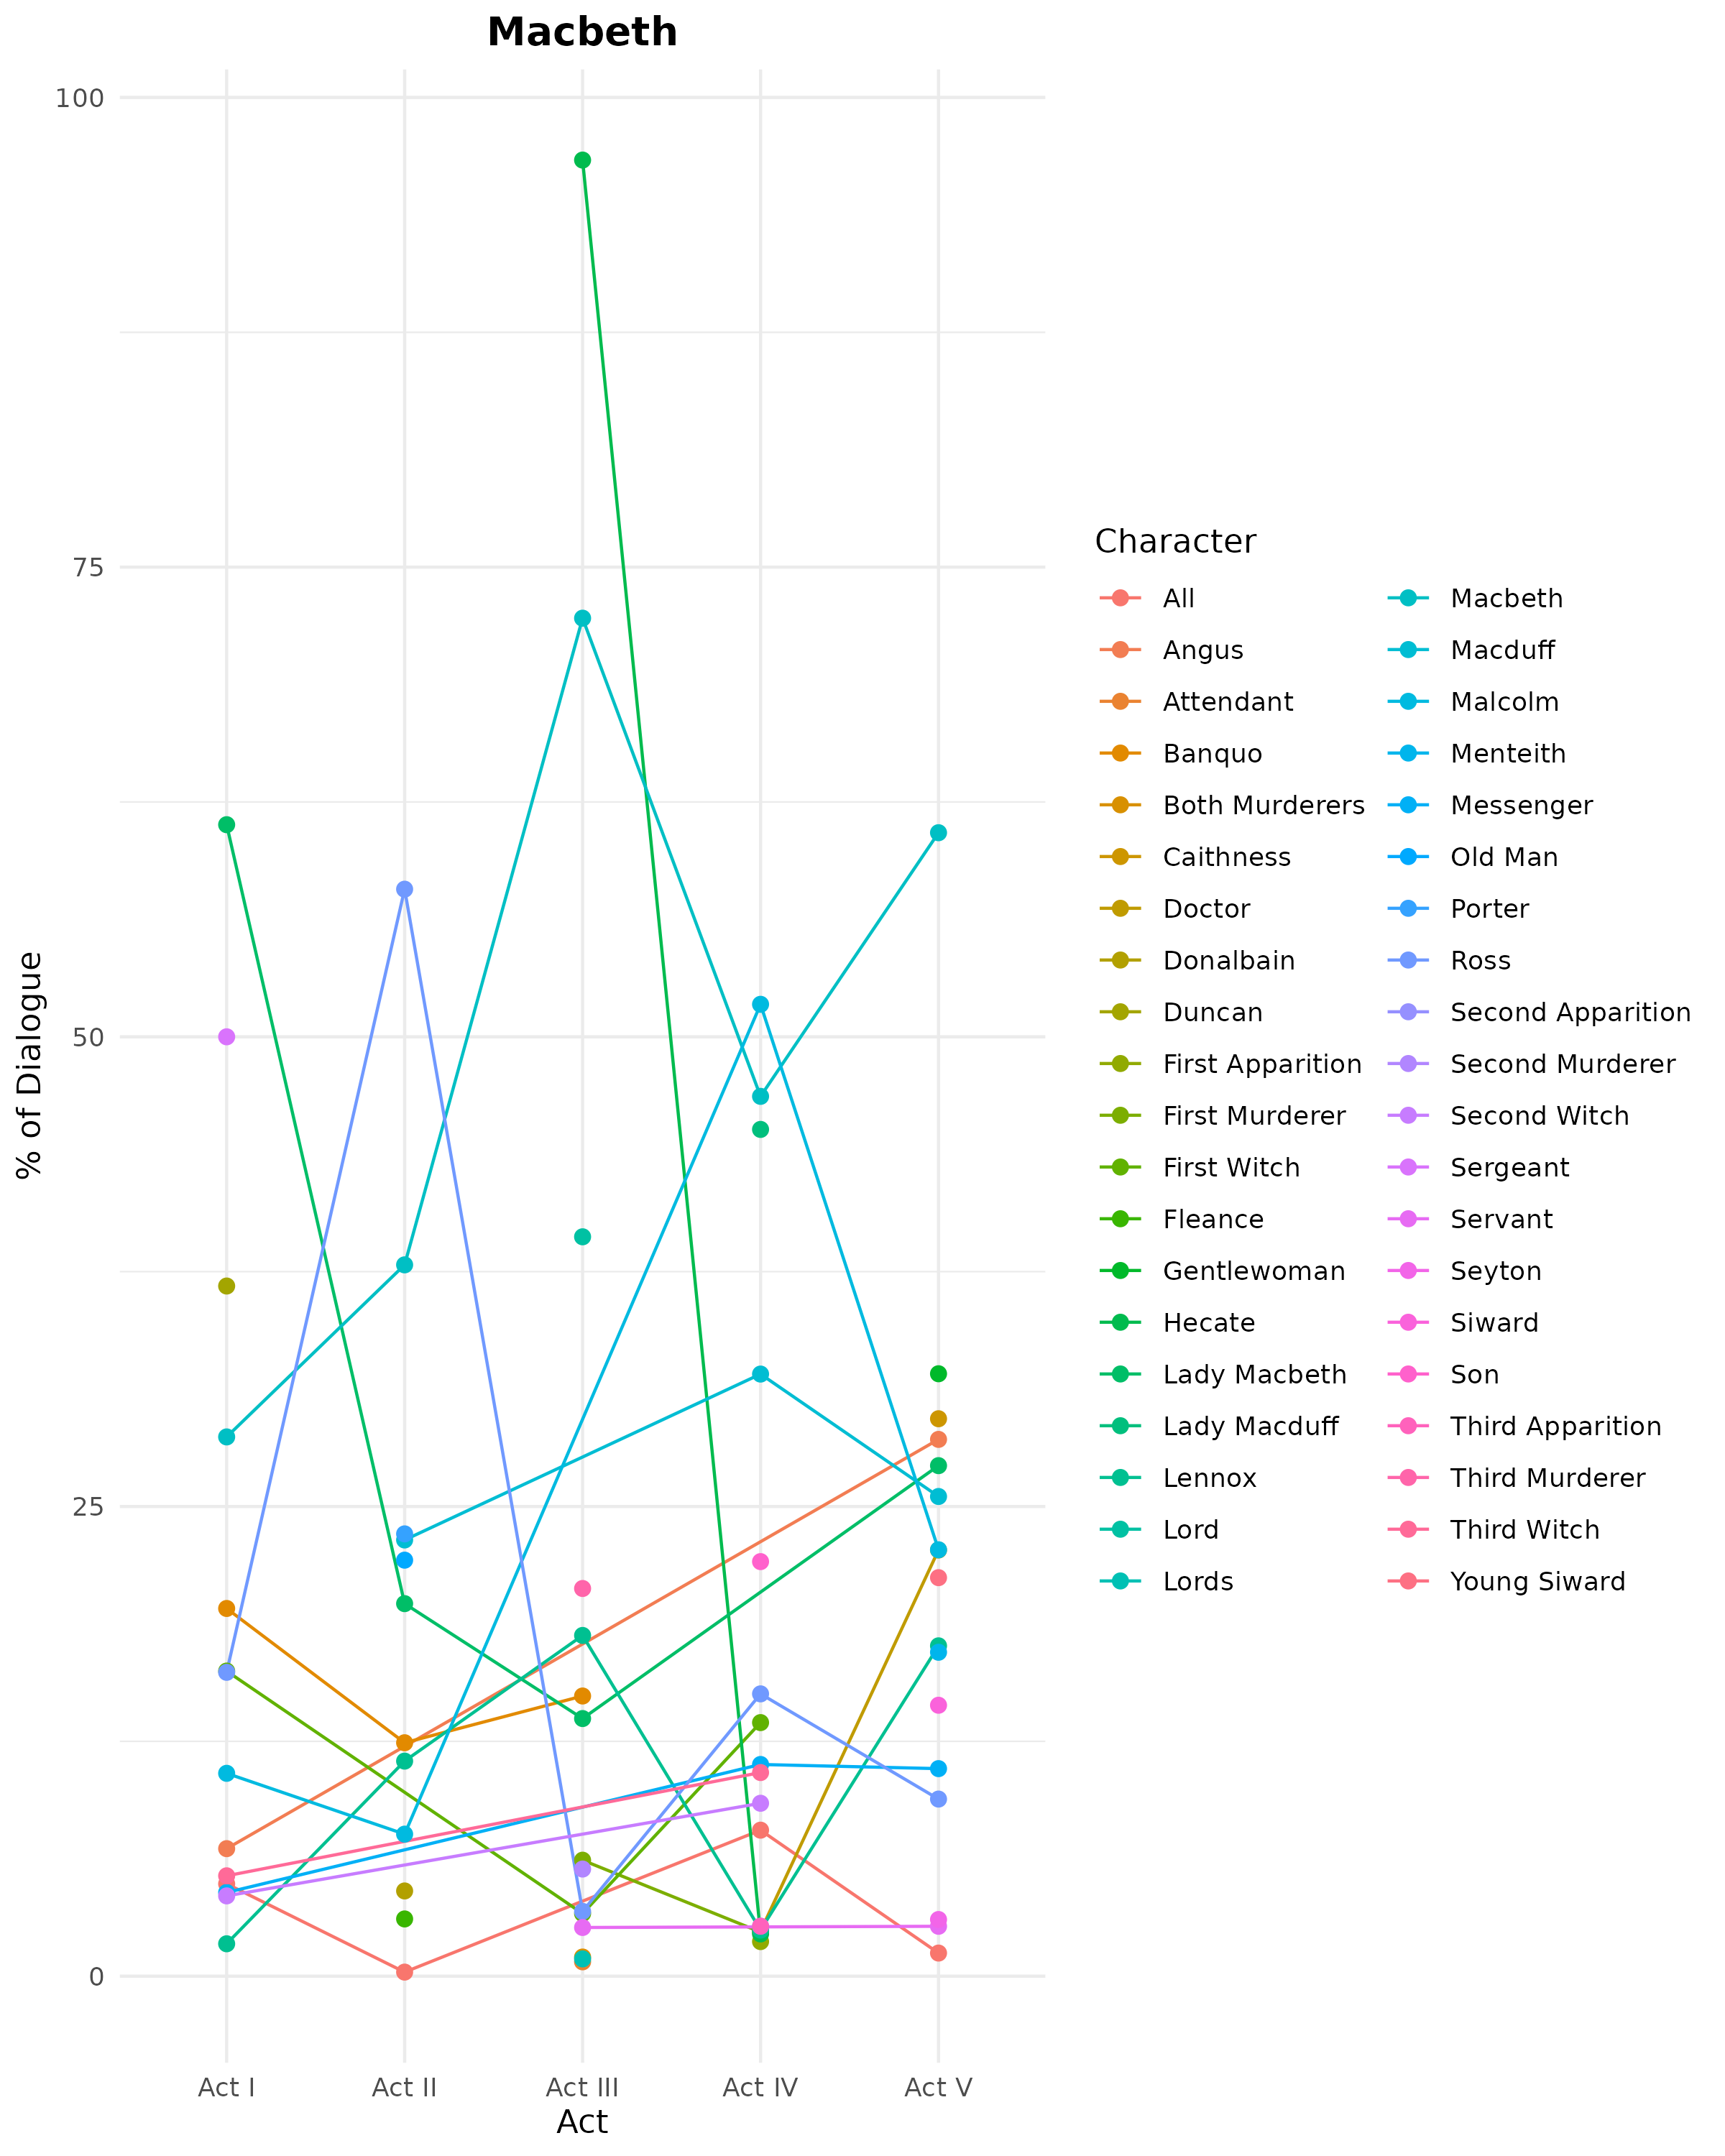 Macbeth
100
75
50
25
0
% of Dialogue
Act I
Act II
Act III
Act IV
Act V
Act
Character
All
Angus
Attendant
Banquo
Both Murderers
Caithness
Doctor
Donalbain
Duncan
First Apparition
First Murderer
First Witch
Fleance
Gentlewoman
Hecate
Lady Macbeth
Lady Macduff
Lennox
Lord
Lords
Macbeth
Macduff
Malcolm
Menteith
Messenger
Old Man
Porter
Ross
Second Apparition
Second Murderer
Second Witch
Sergeant
Servant
Seyton
Siward
Son
Third Apparition
Third Murderer
Third Witch
Young Siward